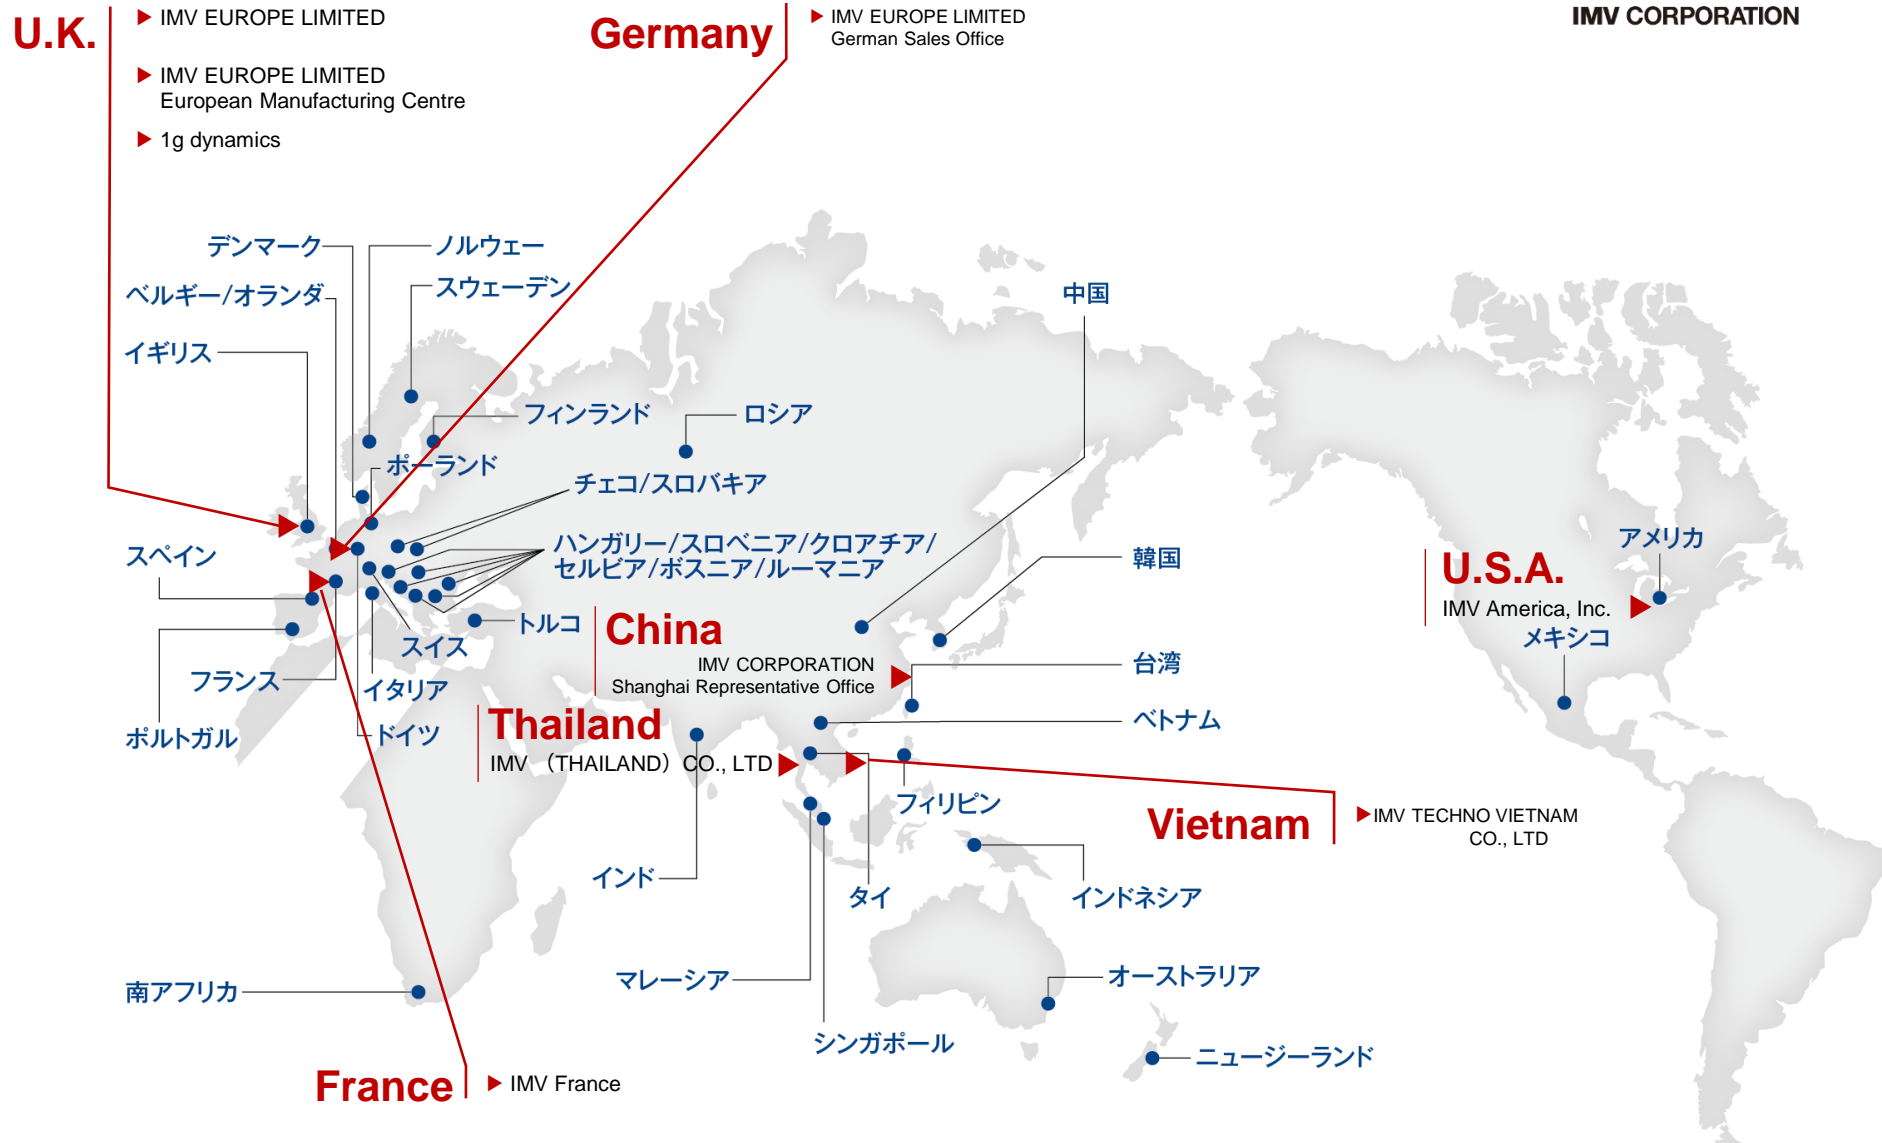 U.K.
IMV EUROPE LIMITED
IMV EUROPE LIMITED
European Manufacturing Centre
1g dynamics
Germany
IMV EUROPE LIMITED
German Sales Office
IMV CORPORATION
デンマーク
ノルウェー
ベルギー/オランダ
スウェーデン
中国
イギリス
フィンランド
ロシア
ポーランド
チェコ/スロバキア
スペイン
ハンガリー/スロベニア/クロアチア/
セルビア/ボスニア/ルーマニア
韓国
アメリカ
U.S.A.
IMV America, Inc.
メキシコ
トルコ
China
IMV CORPORATION
Shanghai Representative Office
スイス
台湾
フランス
イタリア
Thailand
IMV （THAILAND）CO., LTD
ベトナム
ポルトガル
ドイツ
フィリピン
Vietnam
IMV TECHNO VIETNAM
CO., LTD
インド
タイ
インドネシア
南アフリカ
マレーシア
オーストラリア
シンガポール
ニュージーランド
France
IMV France